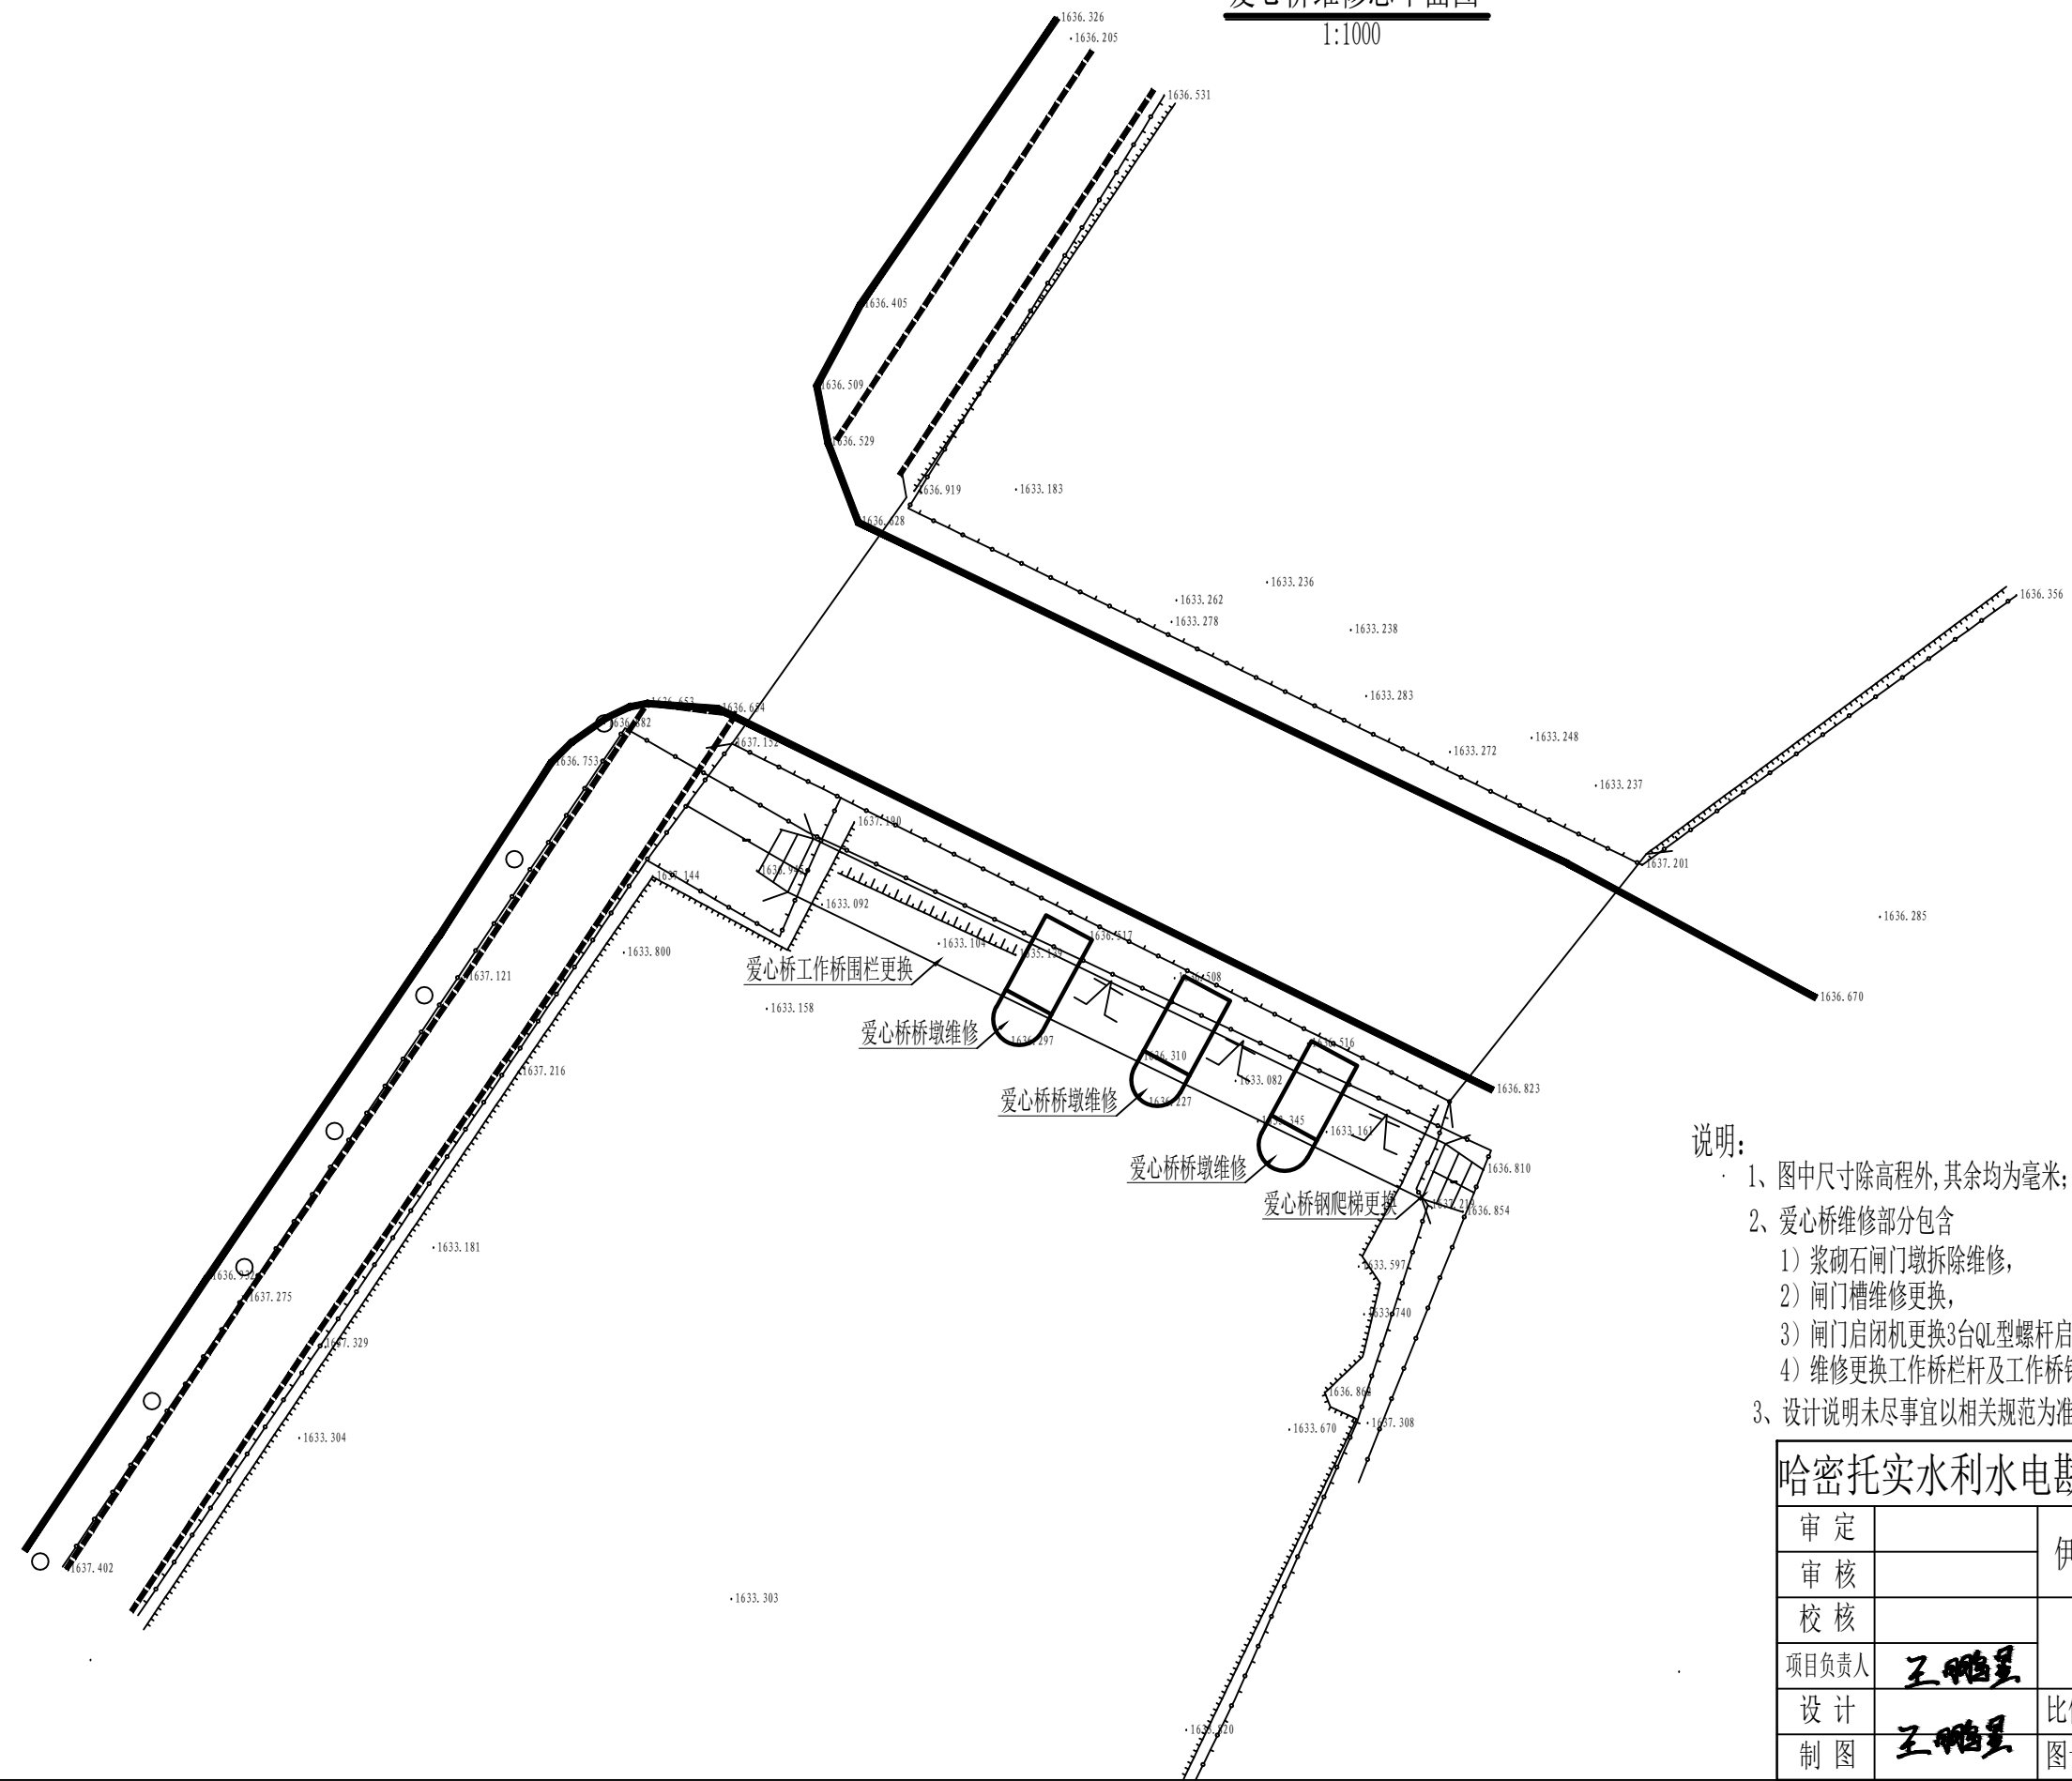 1:1000
1636.326
1636.205
1636.531
1636.405
1636.509
1636.529
1636.919
1633.183
1633.236
1633.262
1633.278
1633.238
1636.356
1633.283
1636.654
1637.132
1633.248
1633.272
1636.753
1633.237
1637.190
1637.201
1637.144
1633.092
1636.285
1633.104
1636.517
1633.800
爱心桥工作桥围栏更换
1637.121
1636.670
1633.158
爱心桥桥墩维修
1636.297
1636.516
1636.310
1637.216
1633.082
1636.823
爱心桥桥墩维修
1636.227
1633.161
爱心桥桥墩维修
1636.810
爱心桥钢爬梯更换
1636.854
1633.181
1633.597
1637.275
1633.740
1637.329
1637.308
1633.670
1633.304
1637.402
1633.303
说明:
1、图中尺寸除高程外,其余均为毫米;
2、爱心桥维修部分包含
1）浆砌石闸门墩拆除维修,
2）闸门槽维修更换,
3）闸门启闭机更换3台QL型螺杆启
4）维修更换工作桥栏杆及工作桥
3、设计说明未尽事宜以相关规范为准
哈密托实水利水电勘
审 定
伊
审 核
校 核
项目负责人 王鹏星
设 计 王鹏星
制 图